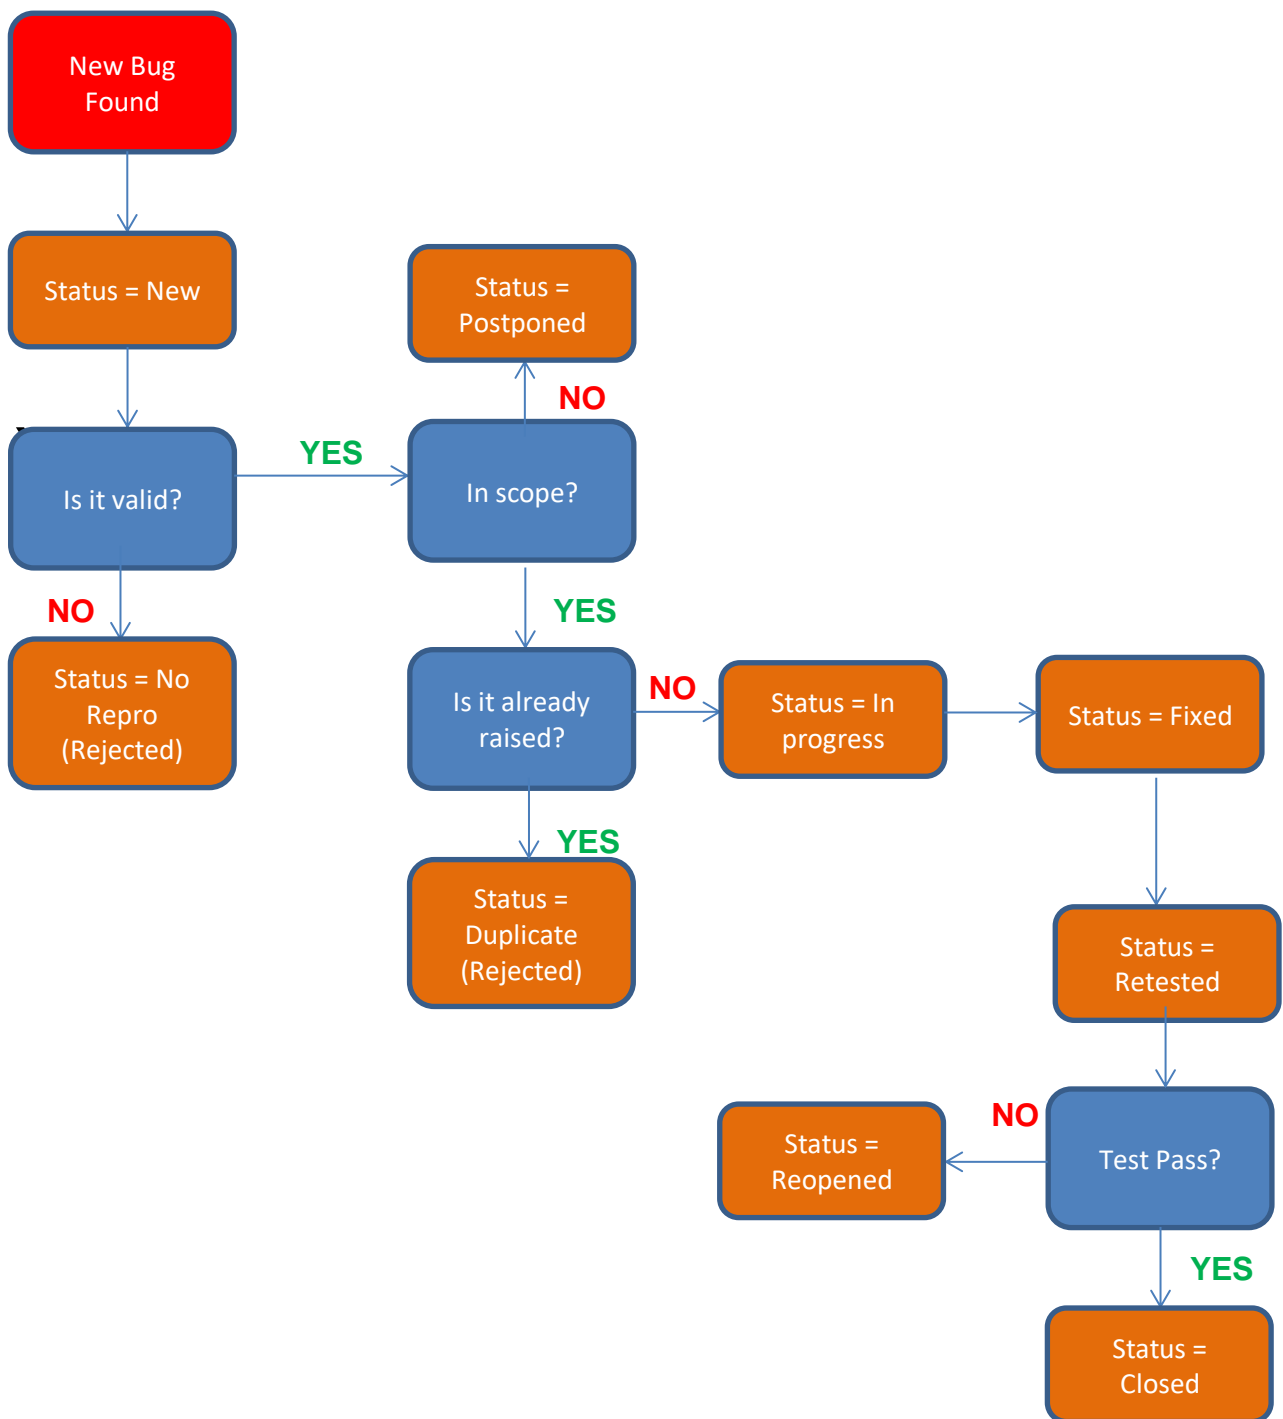 New Bug
Found
Status = New
Status =
Postponed
NO
YES
Is it valid?
In scope?
NO
YES
Status = No
Repro
(Rejected)
Is it already
raised?
NO
Status = In
progress
Status = Fixed
YES
Status =
Duplicate
(Rejected)
Status =
Retested
NO
Status =
Reopened
Test Pass?
YES
Status =
Closed